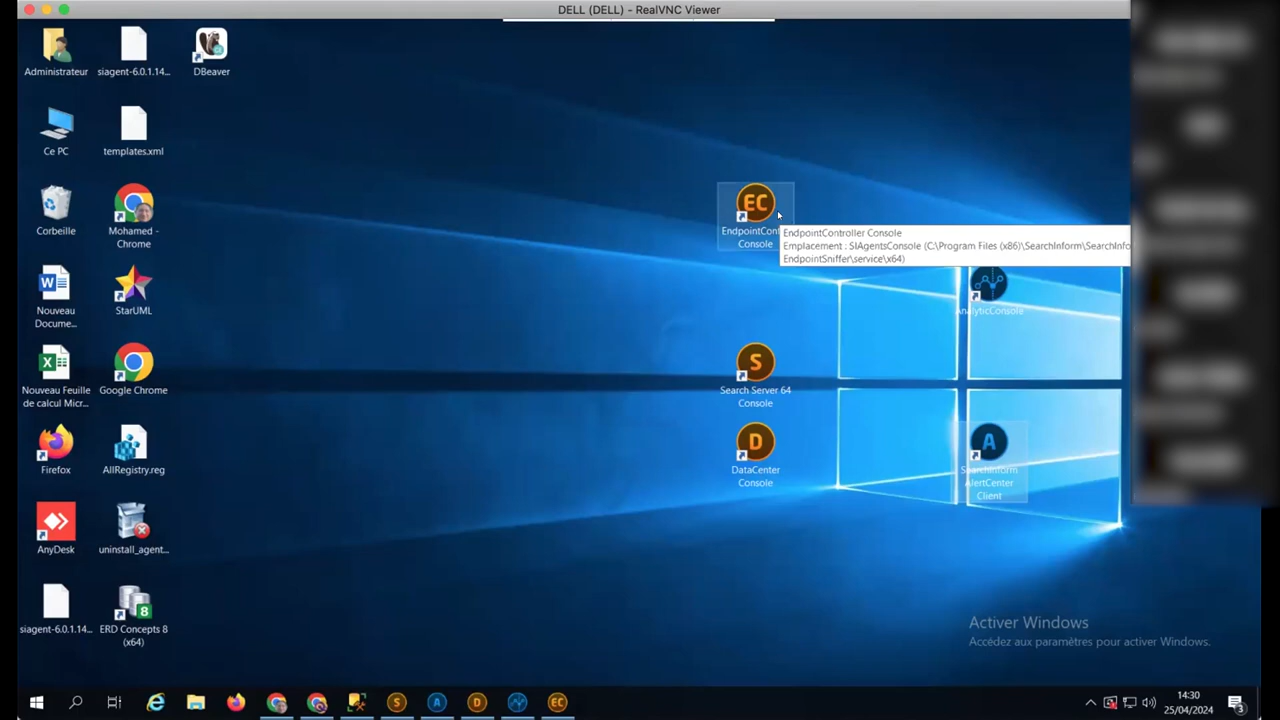 DELL (DELL) - RealVNC Viewer
Administrateur
siagent-6.0.1.14...
DBeaver
Ce PC
templates.xml
Corbeille
Mohamed -
Chrome
Nouveau
Docume...
StarUML
Nouveau Feuille
de calcul Micr...
Google Chrome
Firefox
AllRegistry.reg
AnyDesk
uninstall_agent...
siagent-6.0.1.14...
ERD Concepts 8
(x64)
8
EC
EndpointCont
Console
EndpointController Console
Emplacement : SIAgentsConsole (C:\Program Files (x86)\SearchInform\SearchInfo
EndpointSniffer\service\x64)
AnalyticConsole
S
Search Server 64
Console
D
DataCenter
Console
A
SearchInform
AlertCenter
Client
Activer Windows
Accédez aux paramètres pour activer Windows.
S
A
D
EC
14:30
25/04/2024
3